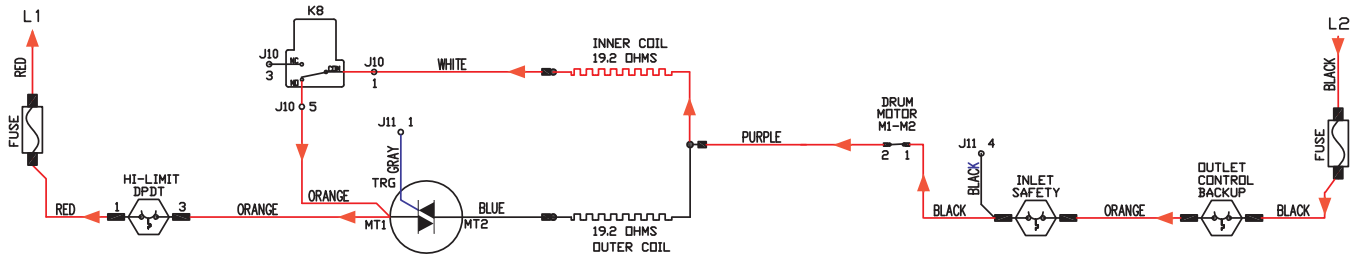 L1
RED
FUSE
RED
1
HI-LIMIT
DPDT
3
ORANGE
K8
J10
3
NC
COM
NO
J10
1
J10 5
WHITE
J11 1
GRAY
TRG
ORANGE
MT1
MT2
BLUE
INNER COIL
19.2 OHMS
19.2 OHMS
OUTER COIL
PURPLE
DRUM
MOTOR
M1-M2
2 1
BLACK
J11 4
BLACK
INLET
SAFETY
ORANGE
OUTLET
CONTROL
BACKUP
BLACK
FUSE
BLACK
L2